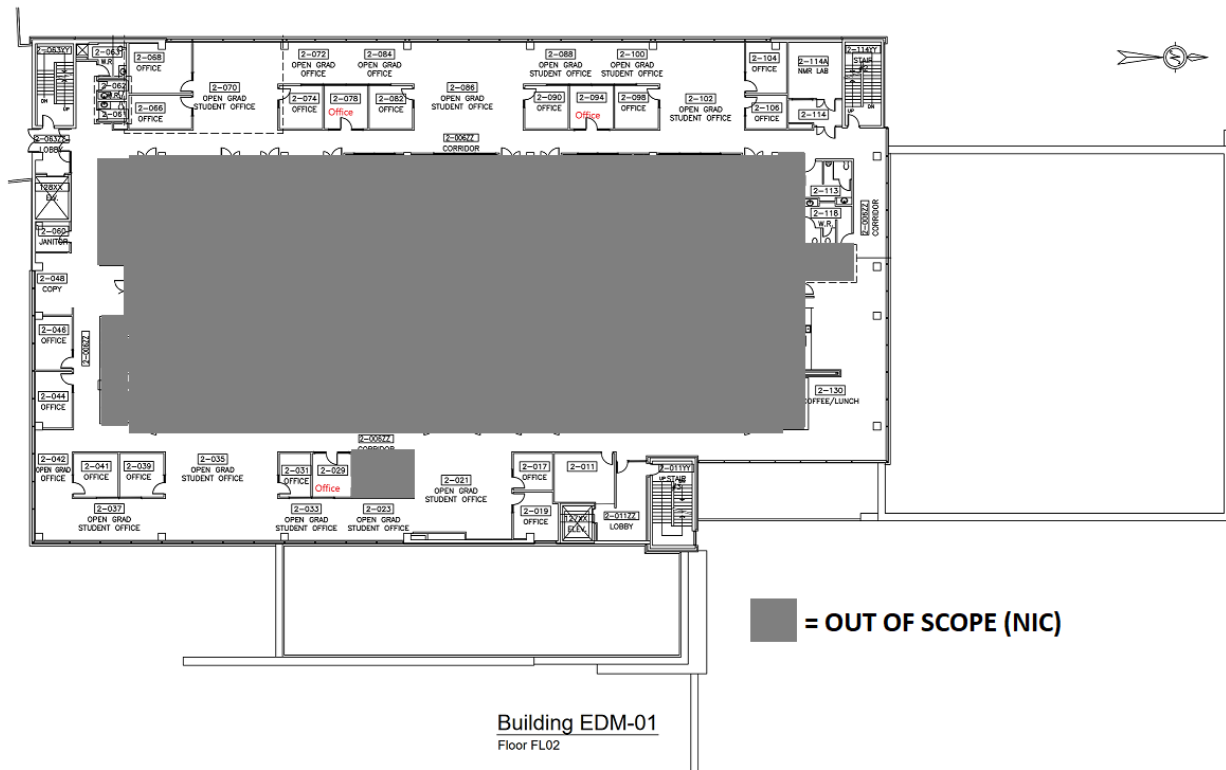 2-063YY
2-063
W.R.
DN
UP
2-062
W.R.
2-061
2-063ZZ
LOBBY
2-068
OFFICE
2-066
OFFICE
2-070
OPEN GRAD
STUDENT OFFICE
2-072
OPEN GRAD
OFFICE
2-084
OPEN GRAD
OFFICE
2-074
OFFICE
2-078
Office
2-082
OFFICE
2-086
OPEN GRAD
STUDENT OFFICE
2-088
OPEN GRAD
STUDENT OFFICE
2-100
OPEN GRAD
STUDENT OFFICE
2-090
OFFICE
2-094
Office
2-098
OFFICE
2-102
OPEN GRAD
STUDENT OFFICE
2-104
OFFICE
2-106
OFFICE
2-114A
NMR LAB
2-114
2-114YY
STAIR
UP
DN
2-006ZZ
CORRIDOR
128XX
2-060
JANITOR
2-048
COPY
2-046
OFFICE
2-044
OFFICE
2-006ZZ
2-113
2-118
W.R.
2-006ZZ
CORRIDOR
2-130
COFFEE/LUNCH
2-006ZZ
CORRIDOR
2-042
OPEN GRAD
OFFICE
2-041
OFFICE
2-039
OFFICE
2-035
OPEN GRAD
STUDENT OFFICE
2-037
OPEN GRAD
STUDENT OFFICE
2-031
OFFICE
2-029
Office
2-033
OPEN GRAD
STUDENT OFFICE
2-023
OPEN GRAD
STUDENT OFFICE
2-021
OPEN GRAD
STUDENT OFFICE
2-017
OFFICE
2-019
OFFICE
2-011
127XX
ELEV.
2-011ZZ
LOBBY
2-011YY
UP
STAIR
= OUT OF SCOPE (NIC)
Building EDM-01
Floor FL02